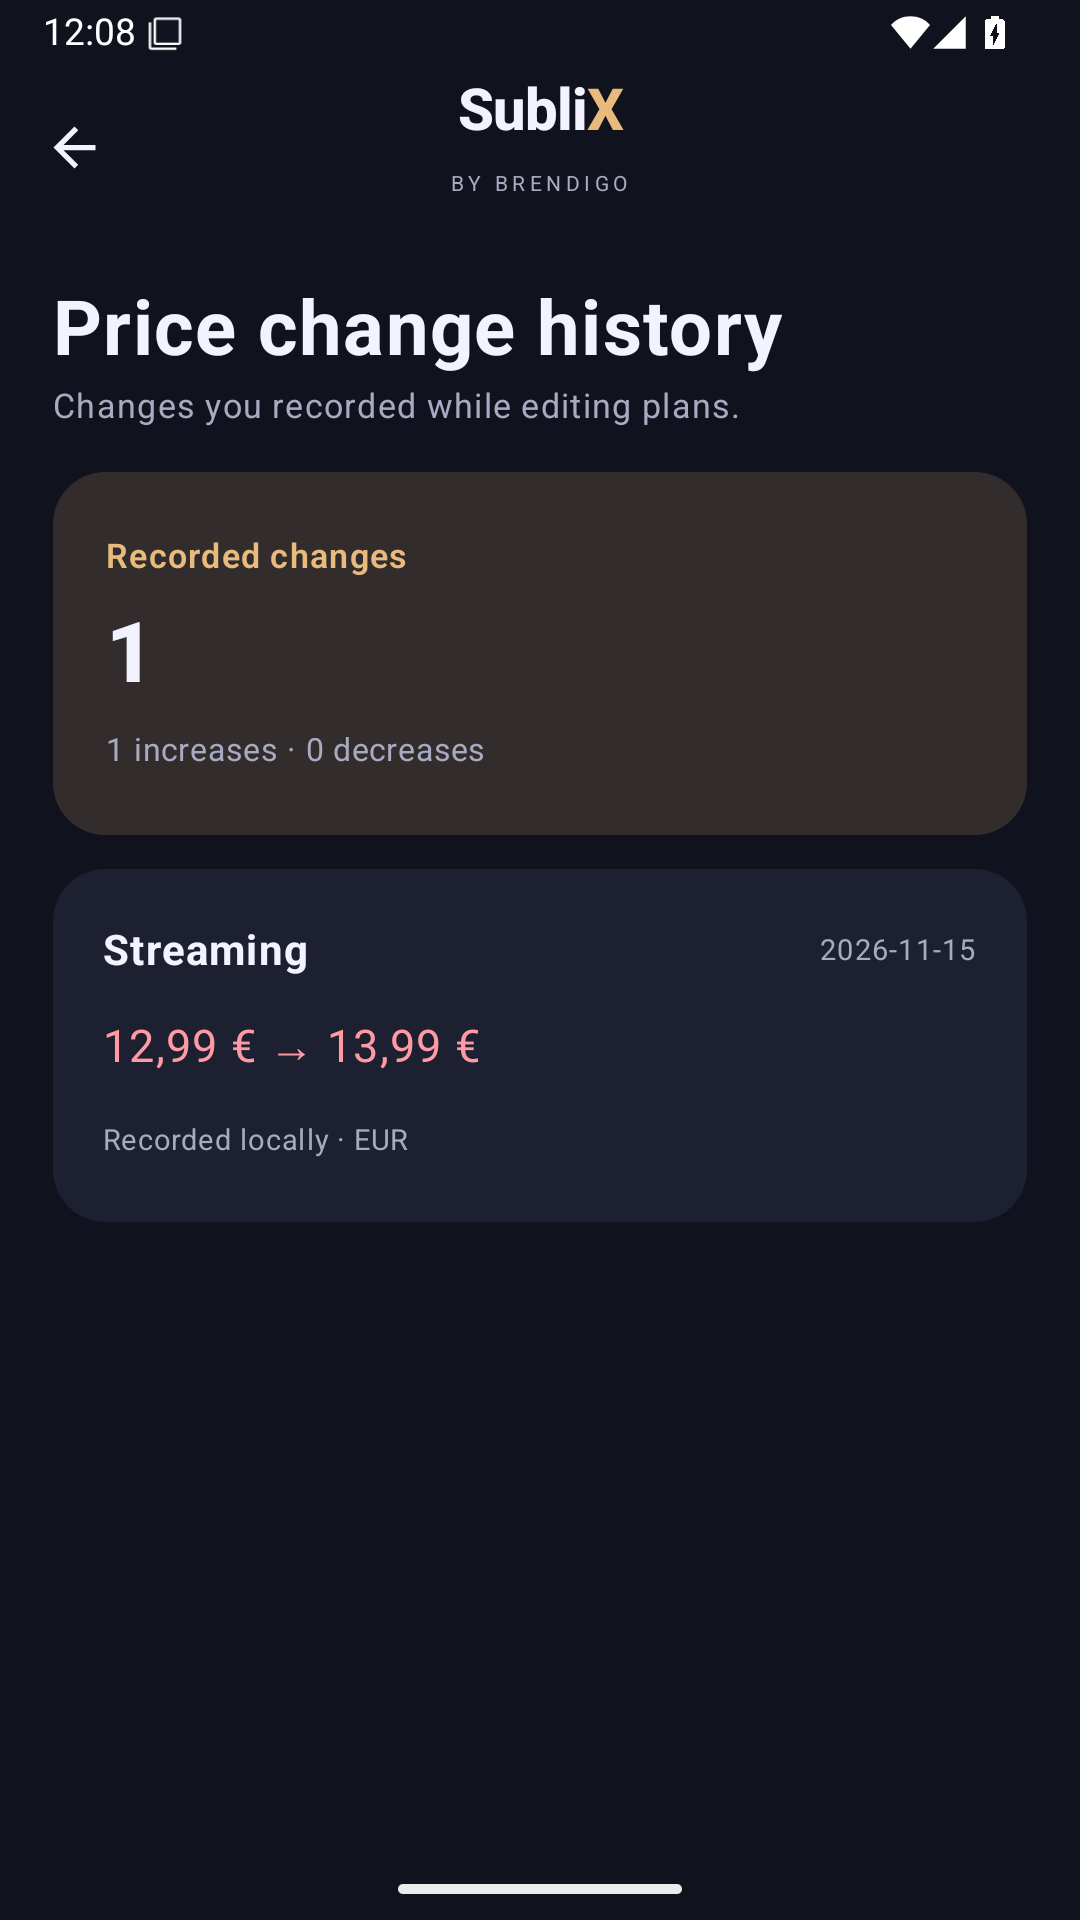 12:08
SubliX
BY BRENDIGO
Price change history
Changes you recorded while editing plans.
Recorded changes
1
1 increases · 0 decreases
Streaming 2026-11-15
12,99 € → 13,99 €
Recorded locally · EUR